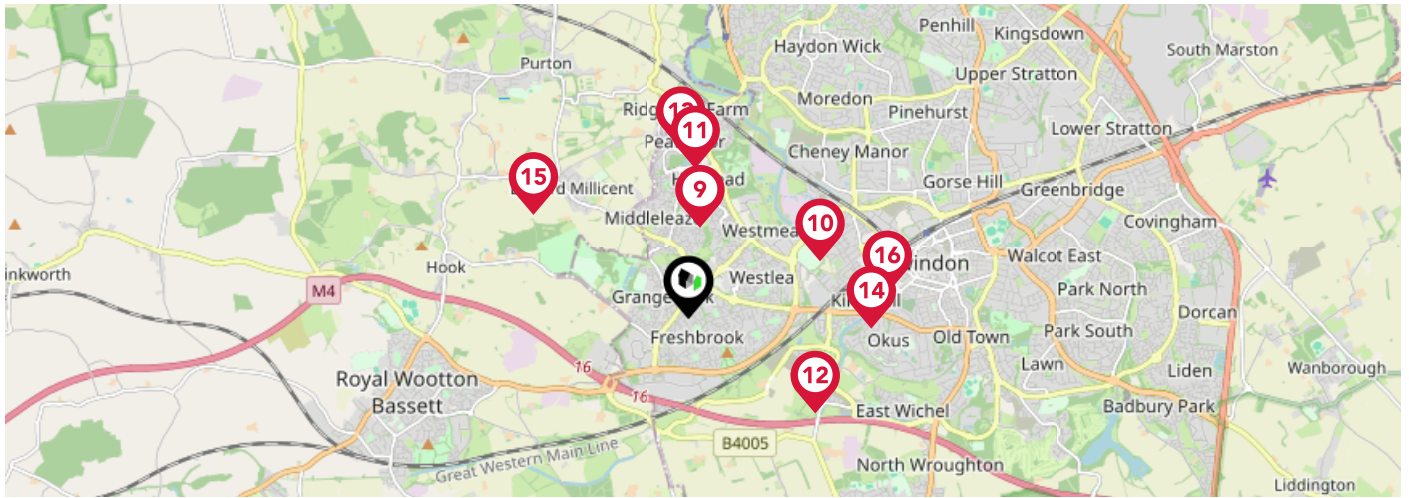 Penhill
Kingsdown
Haydon Wick
South Marston
Purton
Upper Stratton
Moredon
Pinehurst
Farm
11
Lower Stratton
Cheney Manor
15
Millicent
9
Gorse Hill
Greenbridge
Middleleaze
10
Covingham
Hook
16
Walcot East
Westlea
M4
14
Park North
Freshbrook
Okus
Old Town
Park South
Dorcan
16
Lawn
Liden
Wanborough
Royal Wootton
Bassett
12
16
East Wichel
Badbury Park
B4005
Great Western Main Line
North Wroughton
Liddington